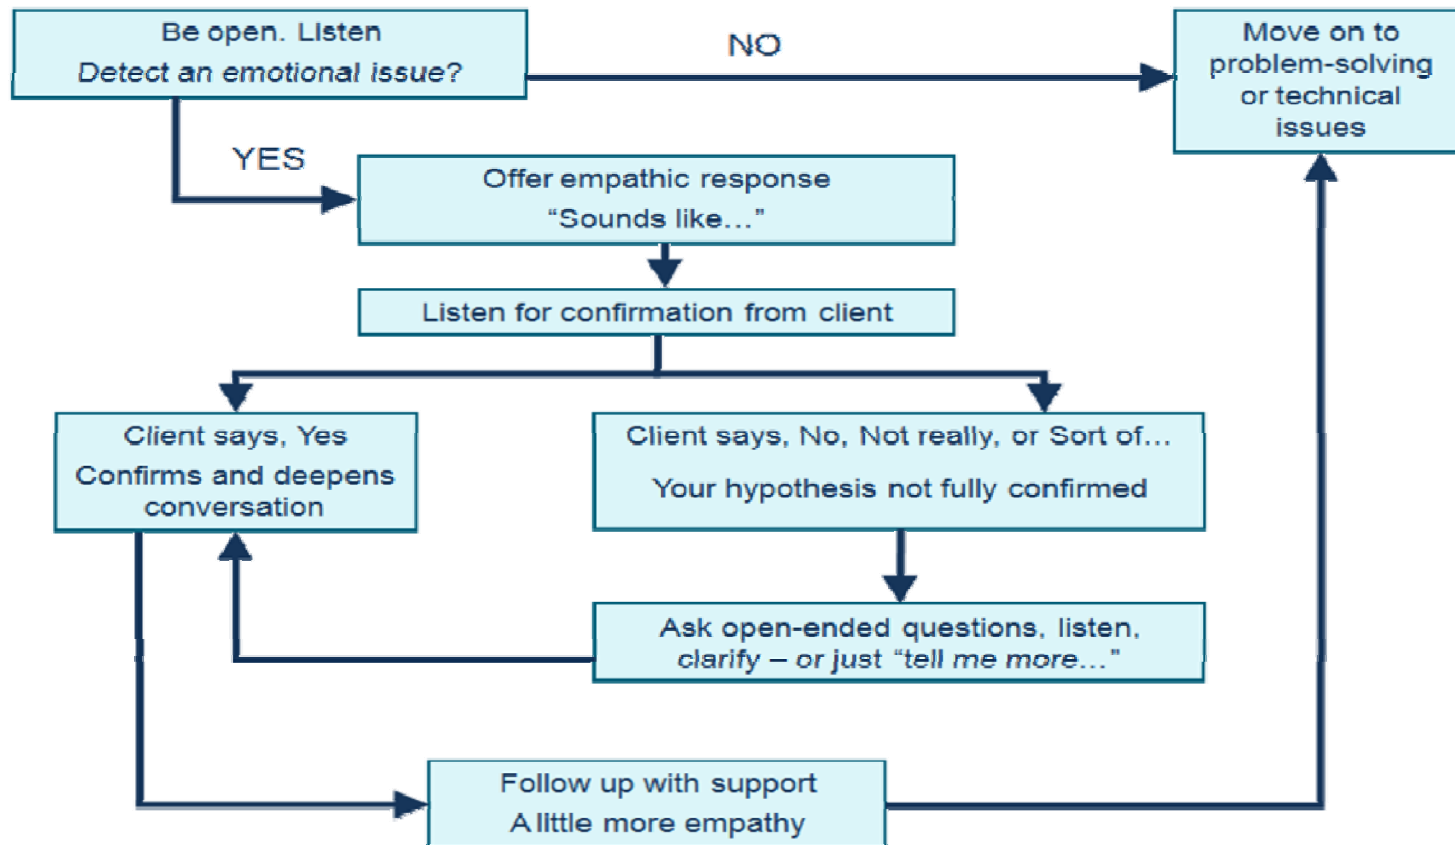 Be open. Listen
Detect an emotional issue?
NO
Move on to
problem-solving
or technical
issues
YES
Offer empathic response
“Sounds like…”
Listen for confirmation from client
Client says, Yes
Confirms and deepens
conversation
Client says, No, Not really, or Sort of…
Your hypothesis not fully confirmed
Ask open-ended questions, listen,
clarify – or just “tell me more…”
Follow up with support
A little more empathy